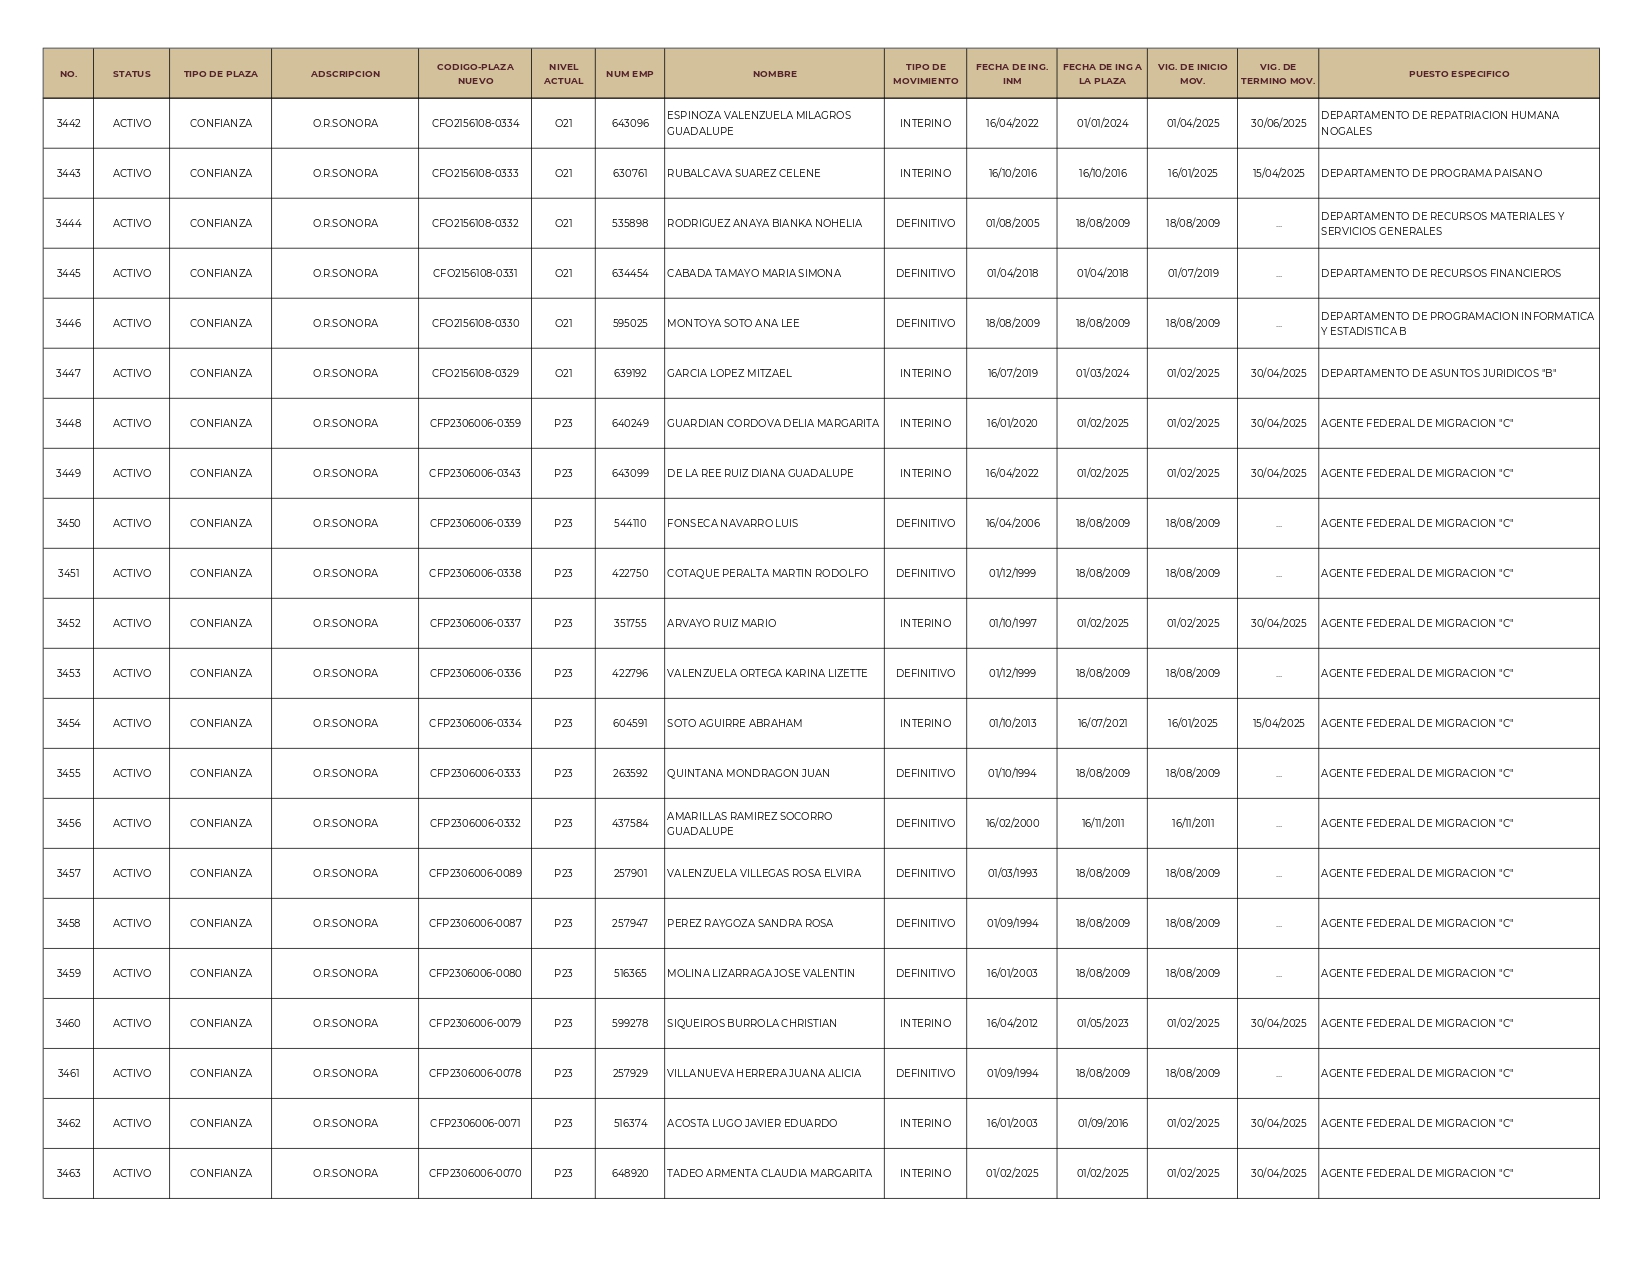 NO. STATUS TIPO DE PLAZA ADSCRIPCION CODIGO-PLAZA NUEVO NIVEL ACTUAL NUM EMP NOMBRE TIPO DE MOVIMIENTO FECHA DE ING. INM FECHA DE ING A LA PLAZA VIG. DE INICIO MOV. VIG. DE TERMINO MOV. PUESTO ESPECIFICO
3442 ACTIVO CONFIANZA O.R.SONORA CFO2156108-0334 O21 643096 ESPINOZA VALENZUELA MILAGROS GUADALUPE INTERINO 16/04/2022 01/01/2024 01/04/2025 30/06/2025 DEPARTAMENTO DE REPATRIACION HUMANA NOGALES
3443 ACTIVO CONFIANZA O.R.SONORA CFO2156108-0333 O21 630761 RUBALCAVA SUAREZ CELENE INTERINO 16/10/2016 16/10/2016 16/01/2025 15/04/2025 DEPARTAMENTO DE PROGRAMA PAISANO
3444 ACTIVO CONFIANZA O.R.SONORA CFO2156108-0332 O21 535898 RODRIGUEZ ANAYA BIANKA NOHELIA DEFINITIVO 01/08/2005 18/08/2009 18/08/2009 ... DEPARTAMENTO DE RECURSOS MATERIALES Y SERVICIOS GENERALES
3445 ACTIVO CONFIANZA O.R.SONORA CFO2156108-0331 O21 634454 CABADA TAMAYO MARIA SIMONA DEFINITIVO 01/04/2018 01/04/2018 01/07/2019 ... DEPARTAMENTO DE RECURSOS FINANCIEROS
3446 ACTIVO CONFIANZA O.R.SONORA CFO2156108-0330 O21 595025 MONTOYA SOTO ANA LEE DEFINITIVO 18/08/2009 18/08/2009 18/08/2009 ... DEPARTAMENTO DE PROGRAMACION INFORMATICA Y ESTADISTICA B
3447 ACTIVO CONFIANZA O.R.SONORA CFO2156108-0329 O21 639192 GARCIA LOPEZ MITZAEL INTERINO 16/07/2019 01/03/2024 01/02/2025 30/04/2025 DEPARTAMENTO DE ASUNTOS JURIDICOS "B"
3448 ACTIVO CONFIANZA O.R.SONORA CFP2306006-0359 P23 640249 GUARDIAN CORDOVA DELIA MARGARITA INTERINO 16/01/2020 01/02/2025 01/02/2025 30/04/2025 AGENTE FEDERAL DE MIGRACION "C"
3449 ACTIVO CONFIANZA O.R.SONORA CFP2306006-0343 P23 643099 DE LA REE RUIZ DIANA GUADALUPE INTERINO 16/04/2022 01/02/2025 01/02/2025 30/04/2025 AGENTE FEDERAL DE MIGRACION "C"
3450 ACTIVO CONFIANZA O.R.SONORA CFP2306006-0339 P23 544110 FONSECA NAVARRO LUIS DEFINITIVO 16/04/2006 18/08/2009 18/08/2009 ... AGENTE FEDERAL DE MIGRACION "C"
3451 ACTIVO CONFIANZA O.R.SONORA CFP2306006-0338 P23 422750 COTAQUE PERALTA MARTIN RODOLFO DEFINITIVO 01/12/1999 18/08/2009 18/08/2009 ... AGENTE FEDERAL DE MIGRACION "C"
3452 ACTIVO CONFIANZA O.R.SONORA CFP2306006-0337 P23 351755 ARVAYO RUIZ MARIO INTERINO 01/10/1997 01/02/2025 01/02/2025 30/04/2025 AGENTE FEDERAL DE MIGRACION "C"
3453 ACTIVO CONFIANZA O.R.SONORA CFP2306006-0336 P23 422796 VALENZUELA ORTEGA KARINA LIZETTE DEFINITIVO 01/12/1999 18/08/2009 18/08/2009 ... AGENTE FEDERAL DE MIGRACION "C"
3454 ACTIVO CONFIANZA O.R.SONORA CFP2306006-0334 P23 604591 SOTO AGUIRRE ABRAHAM INTERINO 01/10/2013 16/07/2021 16/01/2025 15/04/2025 AGENTE FEDERAL DE MIGRACION "C"
3455 ACTIVO CONFIANZA O.R.SONORA CFP2306006-0333 P23 263592 QUINTANA MONDRAGON JUAN DEFINITIVO 01/10/1994 18/08/2009 18/08/2009 ... AGENTE FEDERAL DE MIGRACION "C"
3456 ACTIVO CONFIANZA O.R.SONORA CFP2306006-0332 P23 437584 AMARILLAS RAMIREZ SOCORRO GUADALUPE DEFINITIVO 16/02/2000 16/11/2011 16/11/2011 ... AGENTE FEDERAL DE MIGRACION "C"
3457 ACTIVO CONFIANZA O.R.SONORA CFP2306006-0089 P23 257901 VALENZUELA VILLEGAS ROSA ELVIRA DEFINITIVO 01/03/1993 18/08/2009 18/08/2009 ... AGENTE FEDERAL DE MIGRACION "C"
3458 ACTIVO CONFIANZA O.R.SONORA CFP2306006-0087 P23 257947 PEREZ RAYGOZA SANDRA ROSA DEFINITIVO 01/09/1994 18/08/2009 18/08/2009 ... AGENTE FEDERAL DE MIGRACION "C"
3459 ACTIVO CONFIANZA O.R.SONORA CFP2306006-0080 P23 516365 MOLINA LIZARRAGA JOSE VALENTIN DEFINITIVO 16/01/2003 18/08/2009 18/08/2009 ... AGENTE FEDERAL DE MIGRACION "C"
3460 ACTIVO CONFIANZA O.R.SONORA CFP2306006-0079 P23 599278 SIQUEIROS BURROLA CHRISTIAN INTERINO 16/04/2012 01/05/2023 01/02/2025 30/04/2025 AGENTE FEDERAL DE MIGRACION "C"
3461 ACTIVO CONFIANZA O.R.SONORA CFP2306006-0078 P23 257929 VILLANUEVA HERRERA JUANA ALICIA DEFINITIVO 01/09/1994 18/08/2009 18/08/2009 ... AGENTE FEDERAL DE MIGRACION "C"
3462 ACTIVO CONFIANZA O.R.SONORA CFP2306006-0071 P23 516374 ACOSTA LUGO JAVIER EDUARDO INTERINO 16/01/2003 01/09/2016 01/02/2025 30/04/2025 AGENTE FEDERAL DE MIGRACION "C"
3463 ACTIVO CONFIANZA O.R.SONORA CFP2306006-0070 P23 648920 TADEO ARMENTA CLAUDIA MARGARITA INTERINO 01/02/2025 01/02/2025 01/02/2025 30/04/2025 AGENTE FEDERAL DE MIGRACION "C"